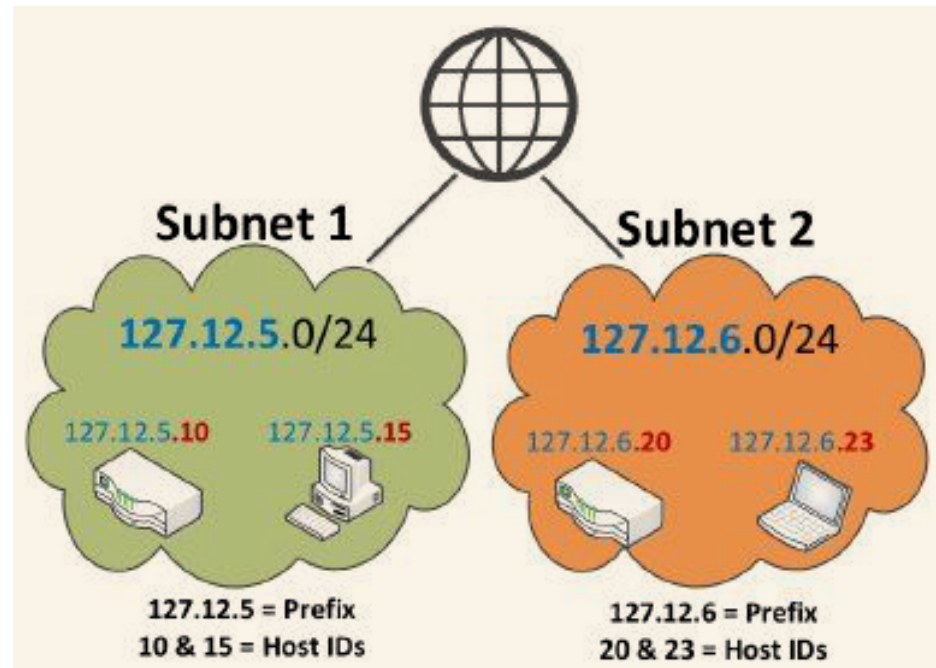 Subnet 1
127.12.5.0/24
127.12.5.10
127.12.5.15
127.12.5 = Prefix
10 & 15 = Host IDs
Subnet 2
127.12.6.0/24
127.12.6.20
127.12.6.23
127.12.6 = Prefix
20 & 23 = Host IDs